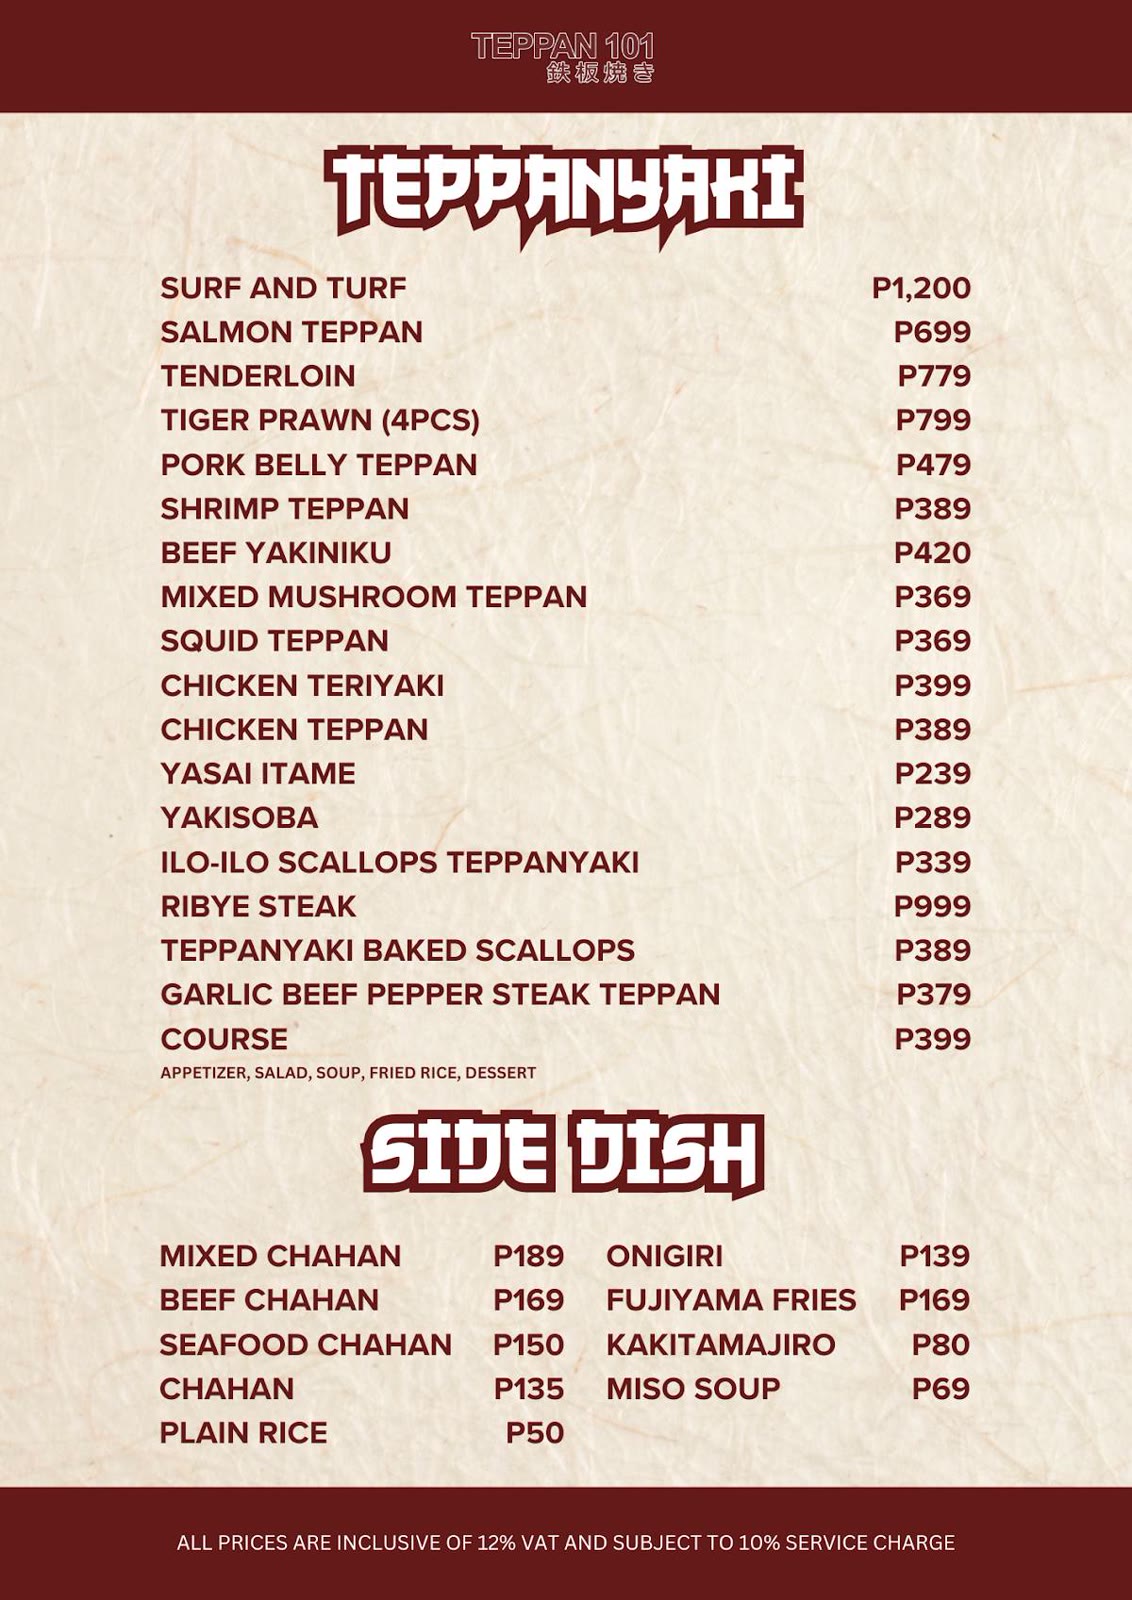 TEPPAN 101
鉄板焼き
TEPPANYAKI
SURF AND TURF P1,200
SALMON TEPPAN P699
TENDERLOIN P779
TIGER PRAWN (4PCS) P799
PORK BELLY TEPPAN P479
SHRIMP TEPPAN P389
BEEF YAKINIKU P420
MIXED MUSHROOM TEPPAN P369
SQUID TEPPAN P369
CHICKEN TERIYAKI P399
CHICKEN TEPPAN P389
YASAI ITAME P239
YAKISOBA P289
ILO-ILO SCALLOPS TEPPANYAKI P339
RIBYE STEAK P999
TEPPANYAKI BAKED SCALLOPS P389
GARLIC BEEF PEPPER STEAK TEPPAN P379
COURSE P399
APPETIZER, SALAD, SOUP, FRIED RICE, DESSERT
SIDE DISH
MIXED CHAHAN P189 ONIGIRI P139
BEEF CHAHAN P169 FUJIYAMA FRIES P169
SEAFOOD CHAHAN P150 KAKITAMAJIRO P80
CHAHAN P135 MISO SOUP P69
PLAIN RICE P50
ALL PRICES ARE INCLUSIVE OF 12% VAT AND SUBJECT TO 10% SERVICE CHARGE